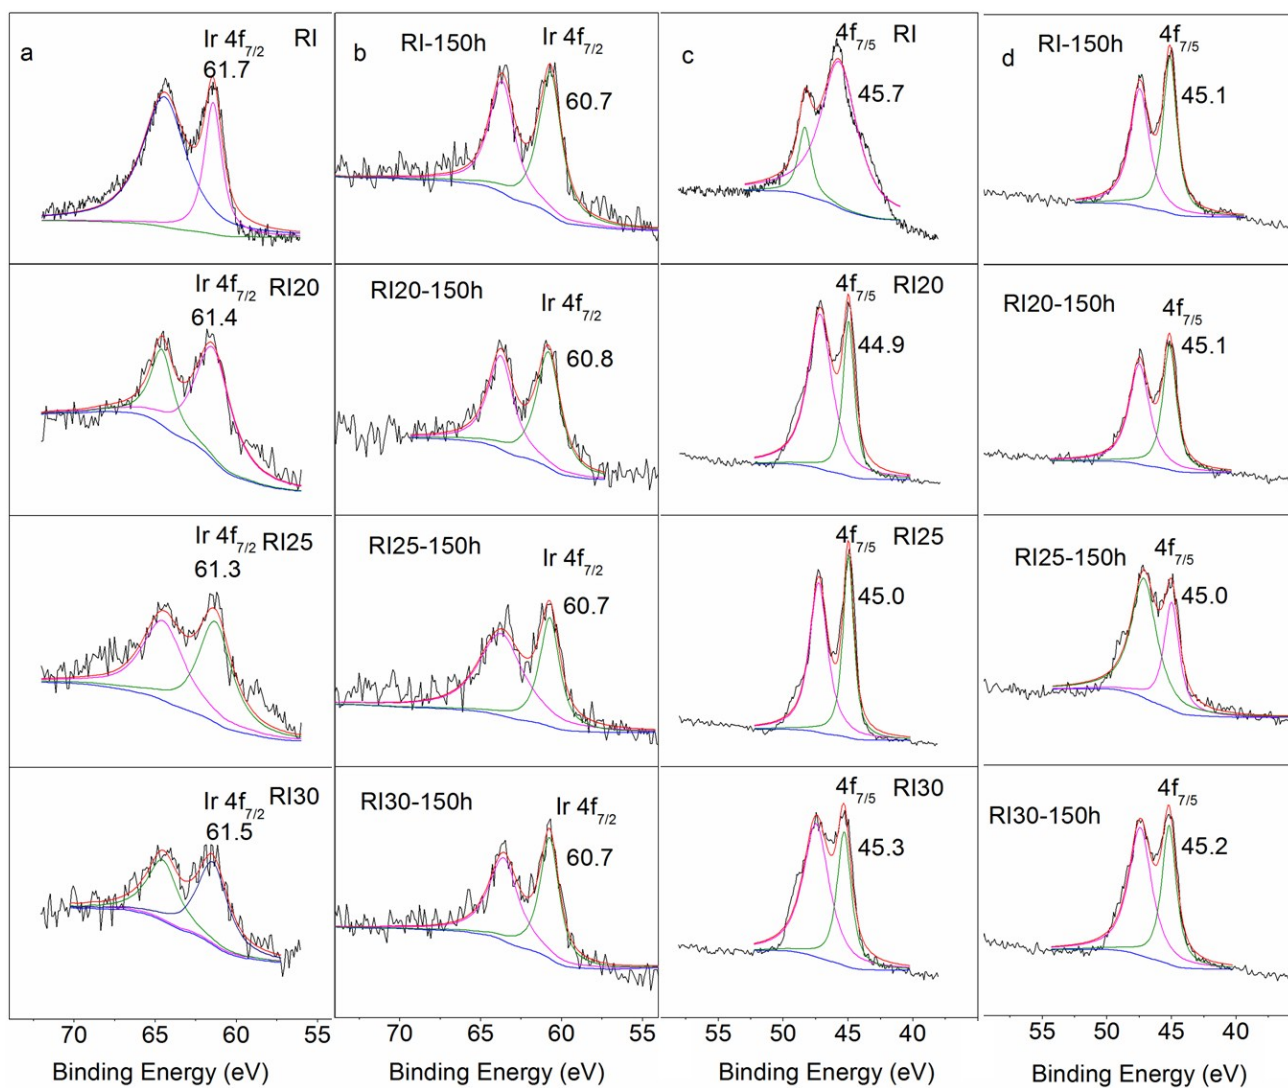 a
Ir 4f7/2 RI
61.7
b
RI-150h
Ir 4f7/2
60.7
c
4f7/5 RI
45.7
d
RI-150h
4f7/5
45.1
Ir 4f7/2 RI20
61.4
RI20-150h
Ir 4f7/2
60.8
4f7/5 RI20
44.9
RI20-150h
4f7/5
45.1
Ir 4f7/2 RI25
61.3
RI25-150h
Ir 4f7/2
60.7
4f7/5 RI25
45.0
RI25-150h
4f7/5
45.0
Ir 4f7/2 RI30
61.5
RI30-150h
Ir 4f7/2
60.7
4f7/5 RI30
45.3
RI30-150h
4f7/5
45.2
70 65 60 55
70 65 60 55
55 50 45 40
55 50 45 40
Binding Energy (eV)
Binding Energy (eV)
Binding Energy (eV)
Binding Energy (eV)